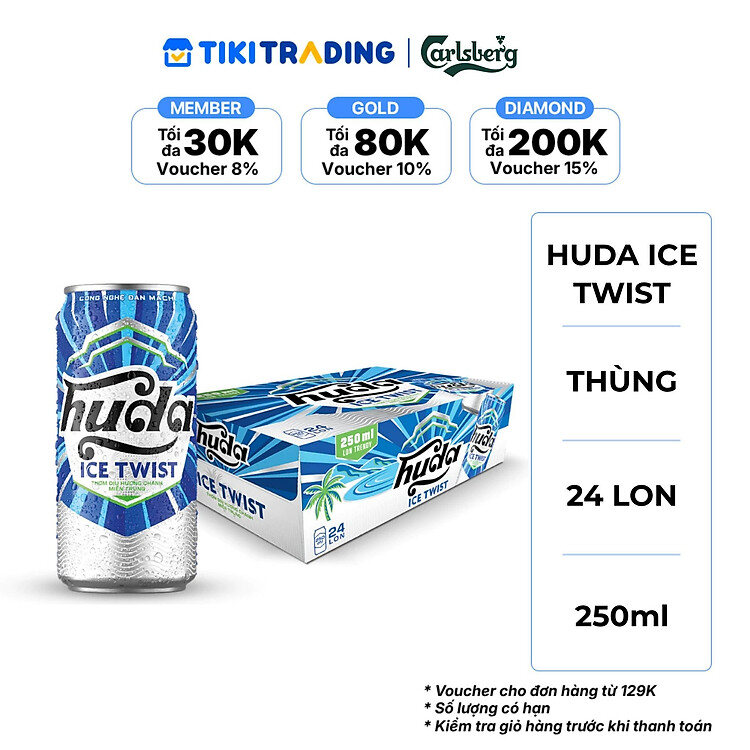 TIKITRADING | Carlsberg
MEMBER
Tối đa 30K
Voucher 8%
GOLD
Tối đa 80K
Voucher 10%
DIAMOND
Tối đa 200K
Voucher 15%
HUDA ICE
TWIST
THÙNG
24 LON
250ml
CÔNG NGHỆ ĐAN MẠCH
huda
ICE TWIST
THƠM DỊU HƯƠNG CHANH
MIỀN TRUNG
huda
ICE TWIST
250ml
LON TRENDY
huda
ICE TWIST
24
LON
* Voucher cho đơn hàng từ 129K
* Số lượng có hạn
* Kiểm tra giỏ hàng trước khi thanh toán